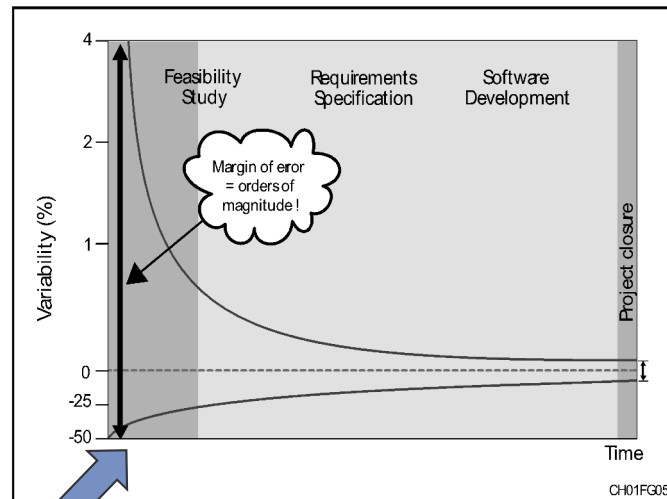 4
Feasibility
Study
Requirements
Specification
Software
Development
2
Margin of error
= orders of
magnitude !
Variability (%)
1
Project closure
0
-25
-50
Time
CH01FG05